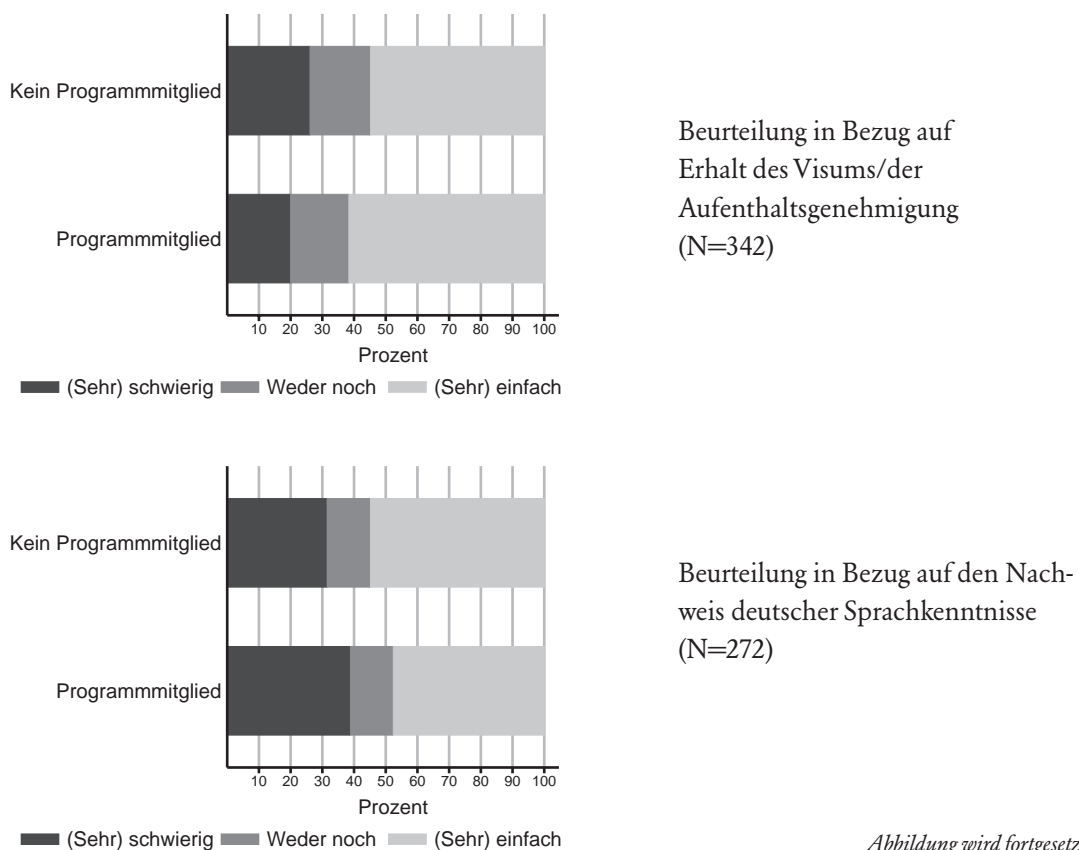 Kein Programmmitglied
Programmmitglied
10 20 30 40 50 60 70 80 90 100
Prozent
(Sehr) schwierig Weder noch (Sehr) einfach
Beurteilung in Bezug auf
Erhalt des Visums/der
Aufenthaltsgenehmigung
(N=342)
Kein Programmmitglied
Programmmitglied
10 20 30 40 50 60 70 80 90 100
Prozent
(Sehr) schwierig Weder noch (Sehr) einfach
Beurteilung in Bezug auf den Nach-
weis deutscher Sprachkenntnisse
(N=272)
Abbildung wird fortgesetz